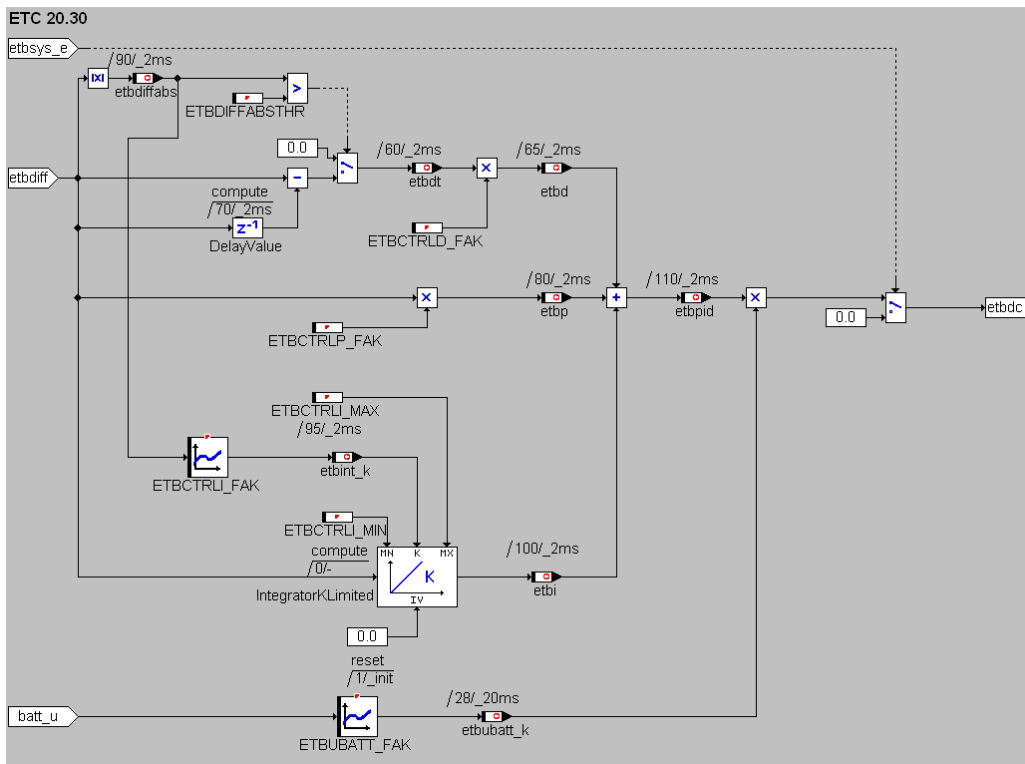 ETC 20.30
etbsys_e
/90/_2ms
|x|
etbdiffabs
>
ETBDIFFABSTHR
0.0
/60/_2ms
/65/_2ms
etbdiff
-
etbdt
x
etbd
compute
/70/_2ms
z-1
DelayValue
ETBCTRLD_FAK
/80/_2ms
/110/_2ms
x
etbp
+
etbpid
x
etbdc
0.0
ETBCTRLP_FAK
ETBCTRLI_MAX
/95/_2ms
etbint_k
ETBCTRLI_FAK
ETBCTRLI_MIN
compute
/0/-
MN K MX
K
IV
/100/_2ms
etbi
IntegratorKLimited
0.0
reset
/1/_init
batt_u
/28/_20ms
etbubatt_k
ETBUBATT_FAK